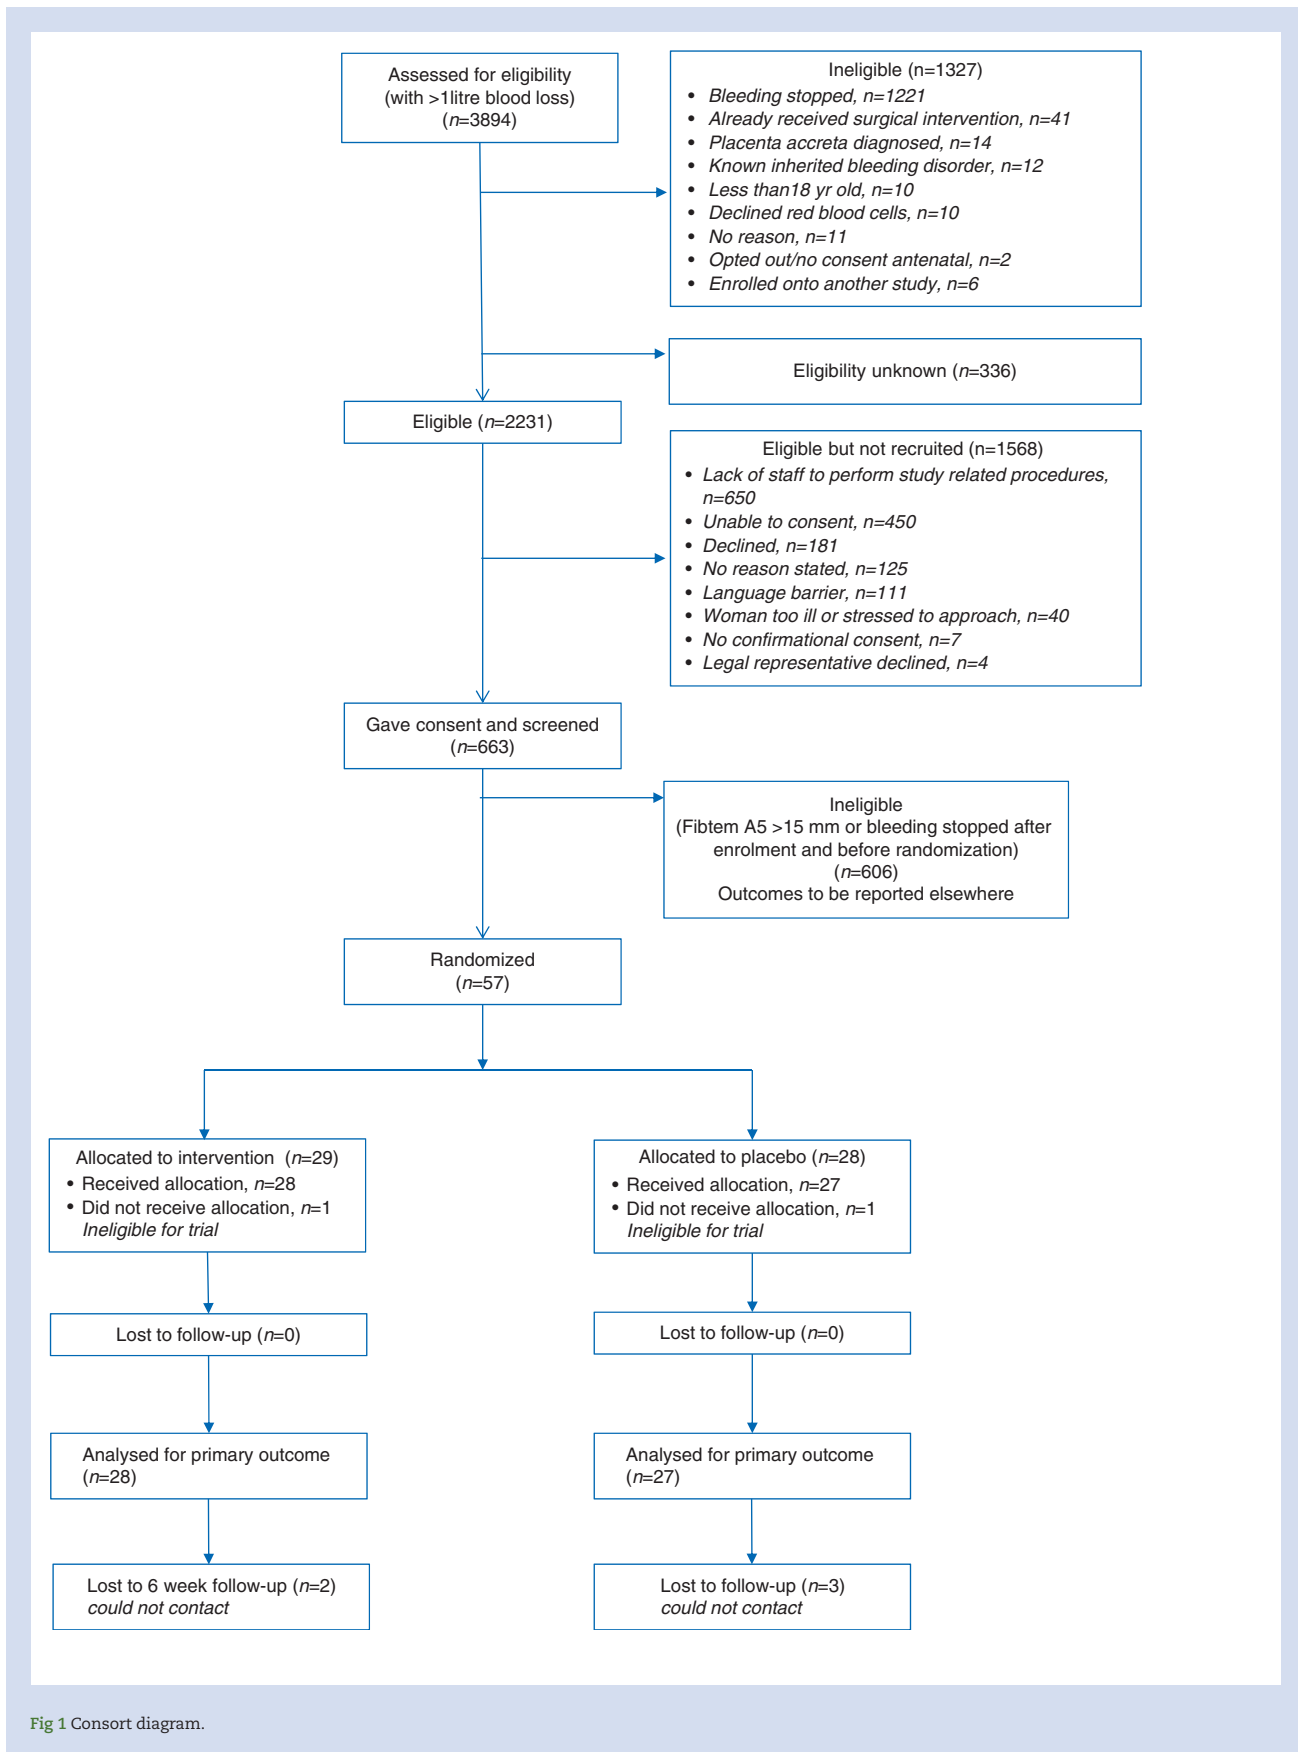 Assessed for eligibility
(with >1litre blood loss)
(n=3894)
Ineligible (n=1327)
• Bleeding stopped, n=1221
• Already received surgical intervention, n=41
• Placenta accreta diagnosed, n=14
• Known inherited bleeding disorder, n=12
• Less than18 yr old, n=10
• Declined red blood cells, n=10
• No reason, n=11
• Opted out/no consent antenatal, n=2
• Enrolled onto another study, n=6
Eligibility unknown (n=336)
Eligible (n=2231)
Eligible but not recruited (n=1568)
• Lack of staff to perform study related procedures,
n=650
• Unable to consent, n=450
• Declined, n=181
• No reason stated, n=125
• Language barrier, n=111
• Woman too ill or stressed to approach, n=40
• No confirmational consent, n=7
• Legal representative declined, n=4
Gave consent and screened
(n=663)
Ineligible
(Fibtem A5 >15 mm or bleeding stopped after
enrolment and before randomization)
(n=606)
Outcomes to be reported elsewhere
Randomized
(n=57)
Allocated to intervention (n=29)
• Received allocation, n=28
• Did not receive allocation, n=1
Ineligible for trial
Allocated to placebo (n=28)
• Received allocation, n=27
• Did not receive allocation, n=1
Ineligible for trial
Lost to follow-up (n=0)
Lost to follow-up (n=0)
Analysed for primary outcome
(n=28)
Analysed for primary outcome
(n=27)
Lost to 6 week follow-up (n=2)
could not contact
Lost to follow-up (n=3)
could not contact
Fig 1 Consort diagram.